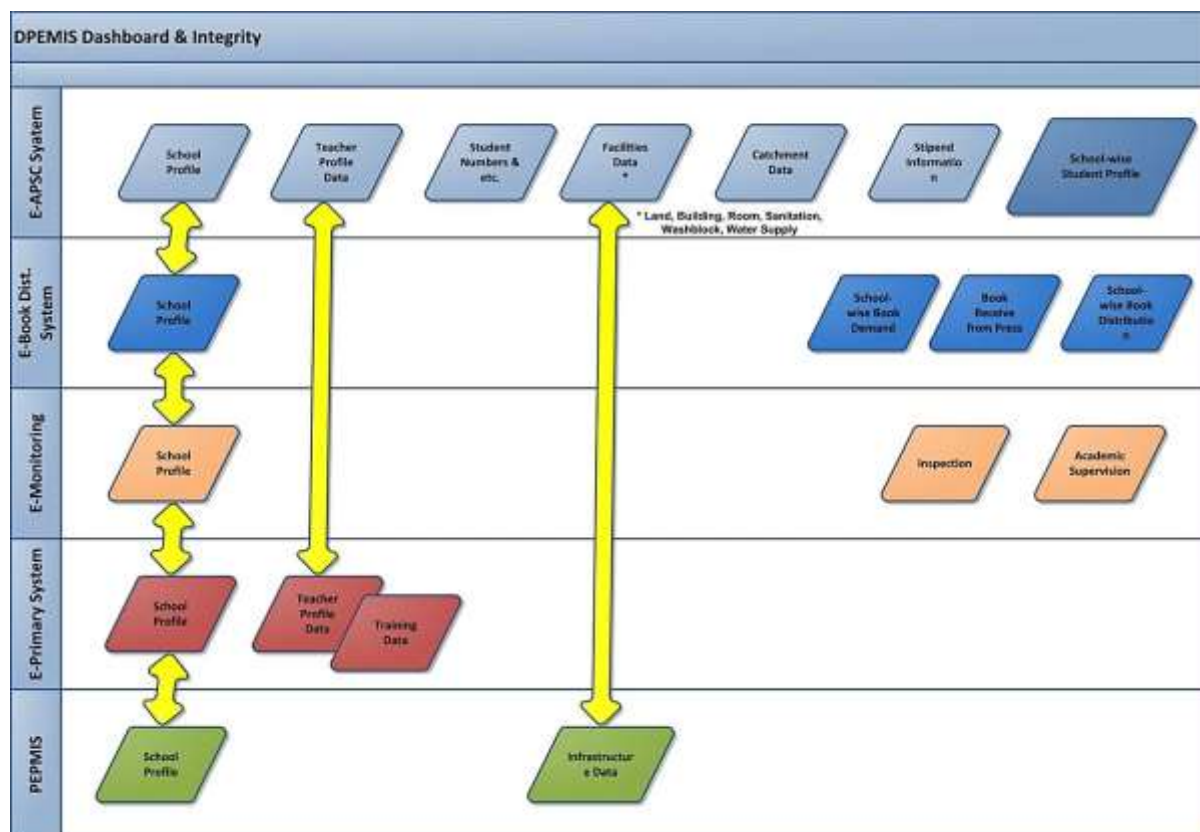 DPEMIS Dashboard & Integrity
E-APSC Syatem
School
Profile
Teacher
Profile
Data
Student
Numbers &
etc.
Facilities
Data
*
Catchment
Data
Stipend
Informatio
n
School-wise
Student Profile
* Land, Building, Room, Sanitation,
Washblock, Water Supply
E-Book Dist.
System
School
Profile
School-
wise Book
Demand
Book
Receive
from Press
School-
wise Book
Distributio
n
E-Monitoring
School
Profile
Inspection
Academic
Supervision
E-Primary System
School
Profile
Teacher
Profile
Data
Training
Data
PEPMIS
School
Profile
Infrastructur
e Data